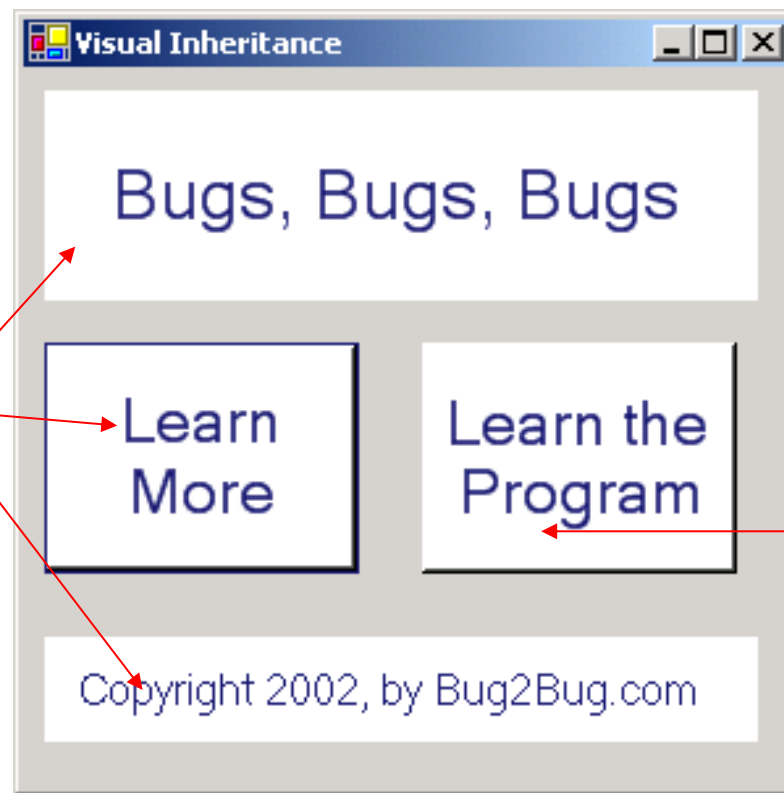 Visual Inheritance
Bugs, Bugs, Bugs
Learn
More
Learn the
Program
Copyright 2002, by Bug2Bug.com